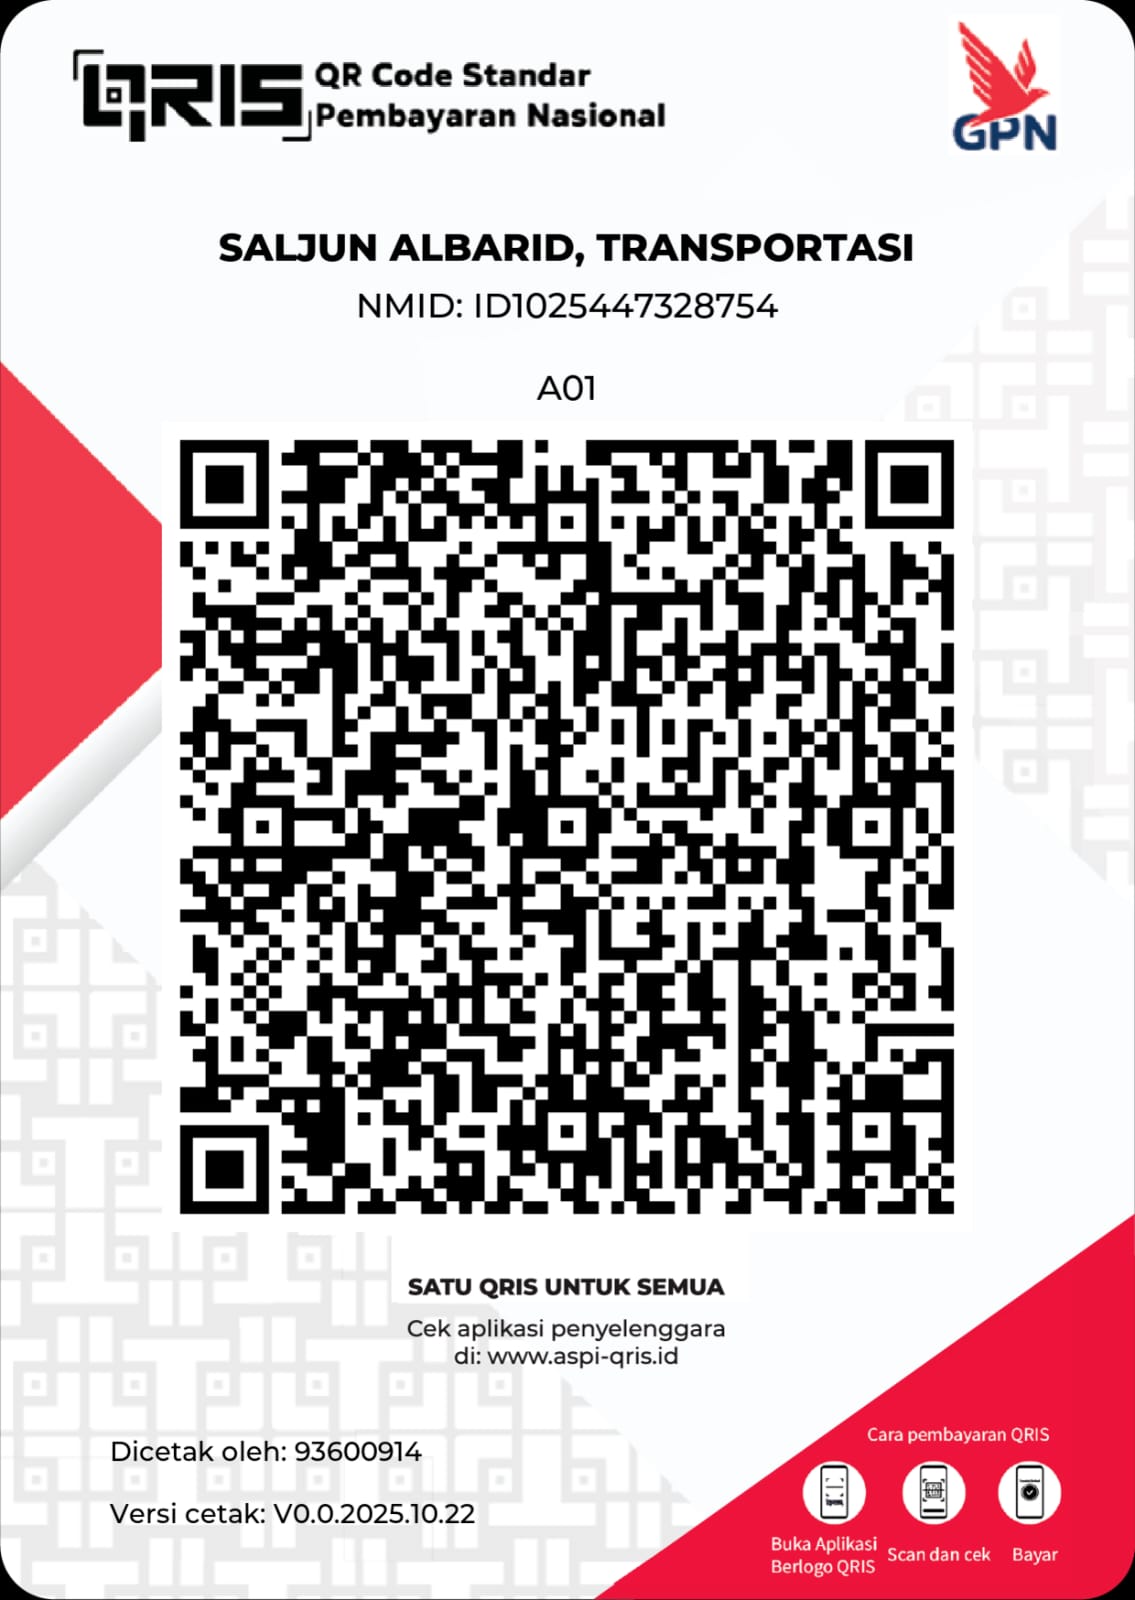 QRIS
QR Code Standar
Pembayaran Nasional
GPN
SALJUN ALBARID, TRANSPORTASI
NMID: ID1025447328754
A01
SATU QRIS UNTUK SEMUA
Cek aplikasi penyelenggara
di: www.aspi-qris.id
Dicetak oleh: 93600914
Versi cetak: V0.0.2025.10.22
Cara pembayaran QRIS
Buka Aplikasi
Berlogo QRIS
Scan dan cek
Bayar